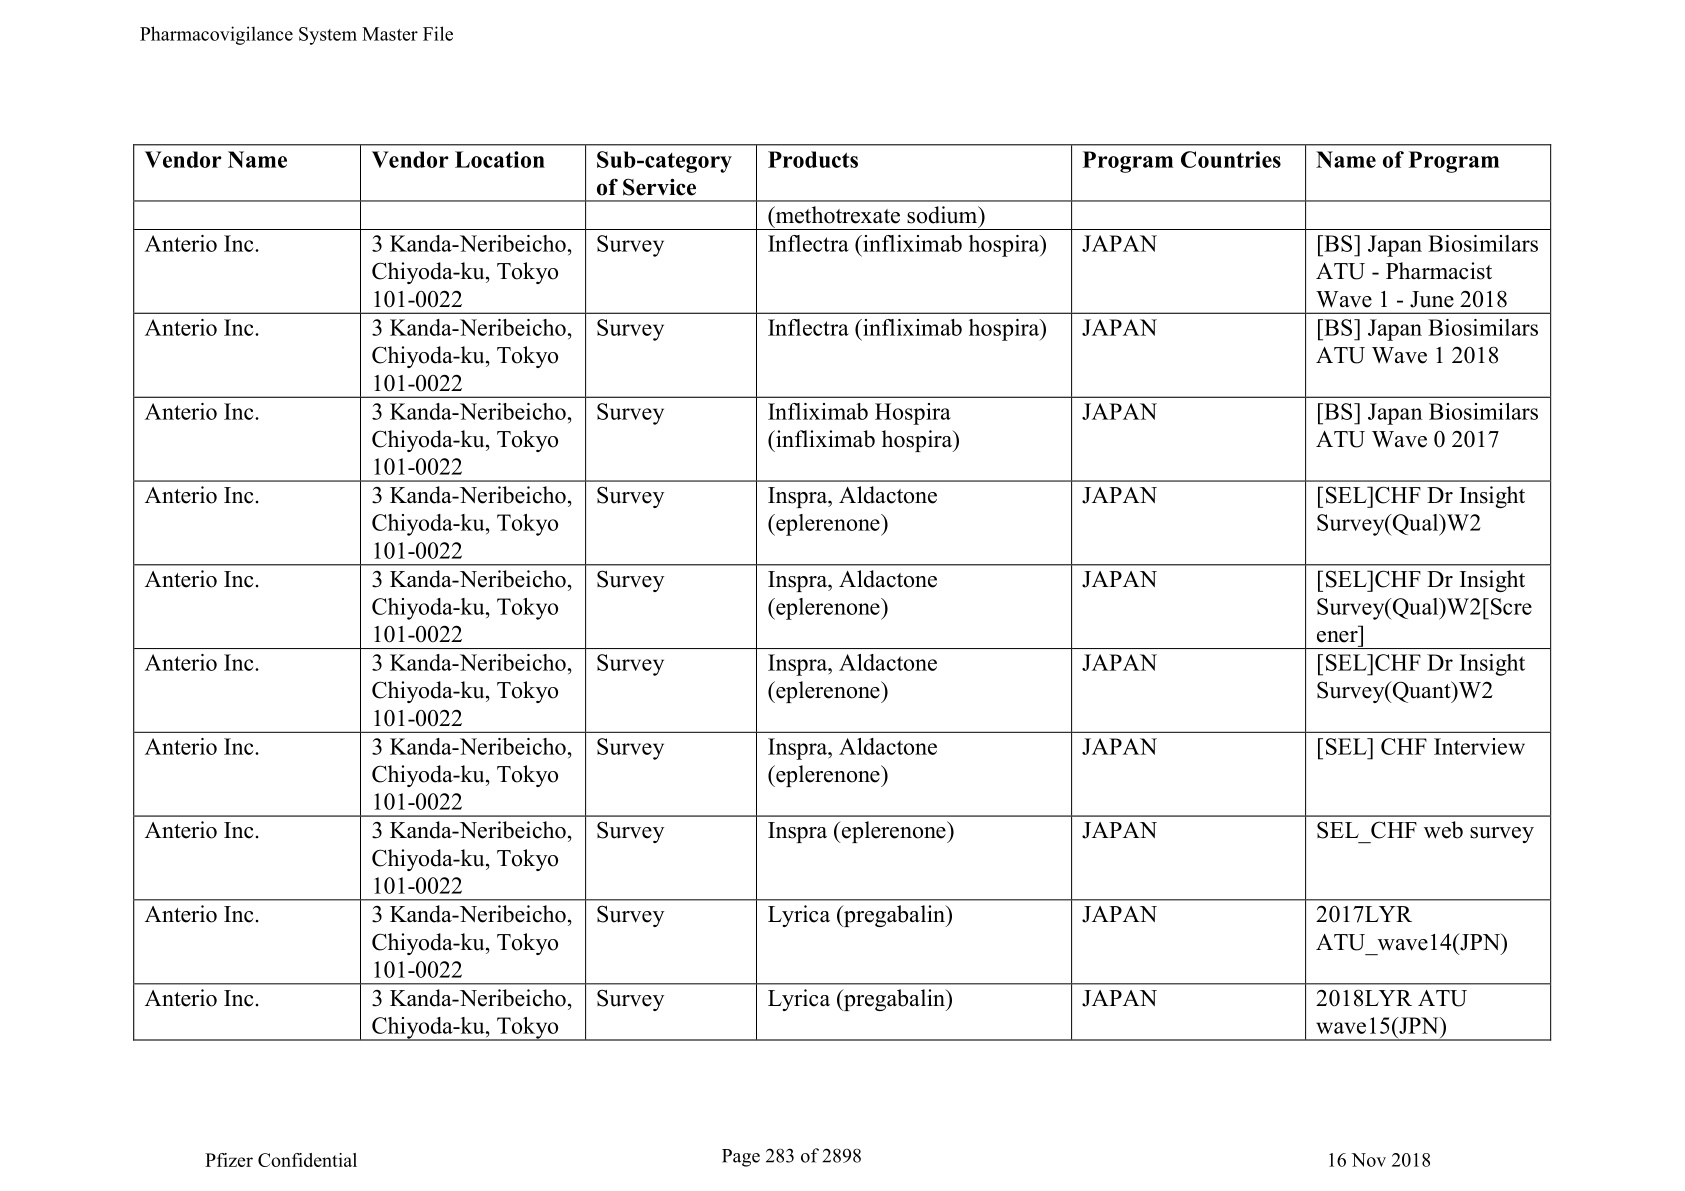 Pharmacovigilance System Master File
Vendor Name Vendor Location Sub-category of Service Products Program Countries Name of Program
(methotrexate sodium)
Anterio Inc.
3 Kanda-Neribeicho,
Chiyoda-ku, Tokyo
101-0022
Survey
Inflectra (infliximab hospira)
JAPAN
[BS] Japan Biosimilars
ATU - Pharmacist
Wave 1 - June 2018
Anterio Inc.
3 Kanda-Neribeicho,
Chiyoda-ku, Tokyo
101-0022
Survey
Inflectra (infliximab hospira)
JAPAN
[BS] Japan Biosimilars
ATU Wave 1 2018
Anterio Inc.
3 Kanda-Neribeicho,
Chiyoda-ku, Tokyo
101-0022
Survey
Infliximab Hospira
(infliximab hospira)
JAPAN
[BS] Japan Biosimilars
ATU Wave 0 2017
Anterio Inc.
3 Kanda-Neribeicho,
Chiyoda-ku, Tokyo
101-0022
Survey
Inspra, Aldactone
(eplerenone)
JAPAN
[SEL]CHF Dr Insight
Survey(Qual)W2
Anterio Inc.
3 Kanda-Neribeicho,
Chiyoda-ku, Tokyo
101-0022
Survey
Inspra, Aldactone
(eplerenone)
JAPAN
[SEL]CHF Dr Insight
Survey(Qual)W2[Scre
ener]
Anterio Inc.
3 Kanda-Neribeicho,
Chiyoda-ku, Tokyo
101-0022
Survey
Inspra, Aldactone
(eplerenone)
JAPAN
[SEL]CHF Dr Insight
Survey(Quant)W2
Anterio Inc.
3 Kanda-Neribeicho,
Chiyoda-ku, Tokyo
101-0022
Survey
Inspra, Aldactone
(eplerenone)
JAPAN
[SEL] CHF Interview
Anterio Inc.
3 Kanda-Neribeicho,
Chiyoda-ku, Tokyo
101-0022
Survey
Inspra (eplerenone)
JAPAN
SEL_CHF web survey
Anterio Inc.
3 Kanda-Neribeicho,
Chiyoda-ku, Tokyo
101-0022
Survey
Lyrica (pregabalin)
JAPAN
2017LYR
ATU_wave14(JPN)
Anterio Inc.
3 Kanda-Neribeicho,
Chiyoda-ku, Tokyo
Survey
Lyrica (pregabalin)
JAPAN
2018LYR ATU
wave15(JPN)
Pfizer Confidential
Page 283 of 2898
16 Nov 2018